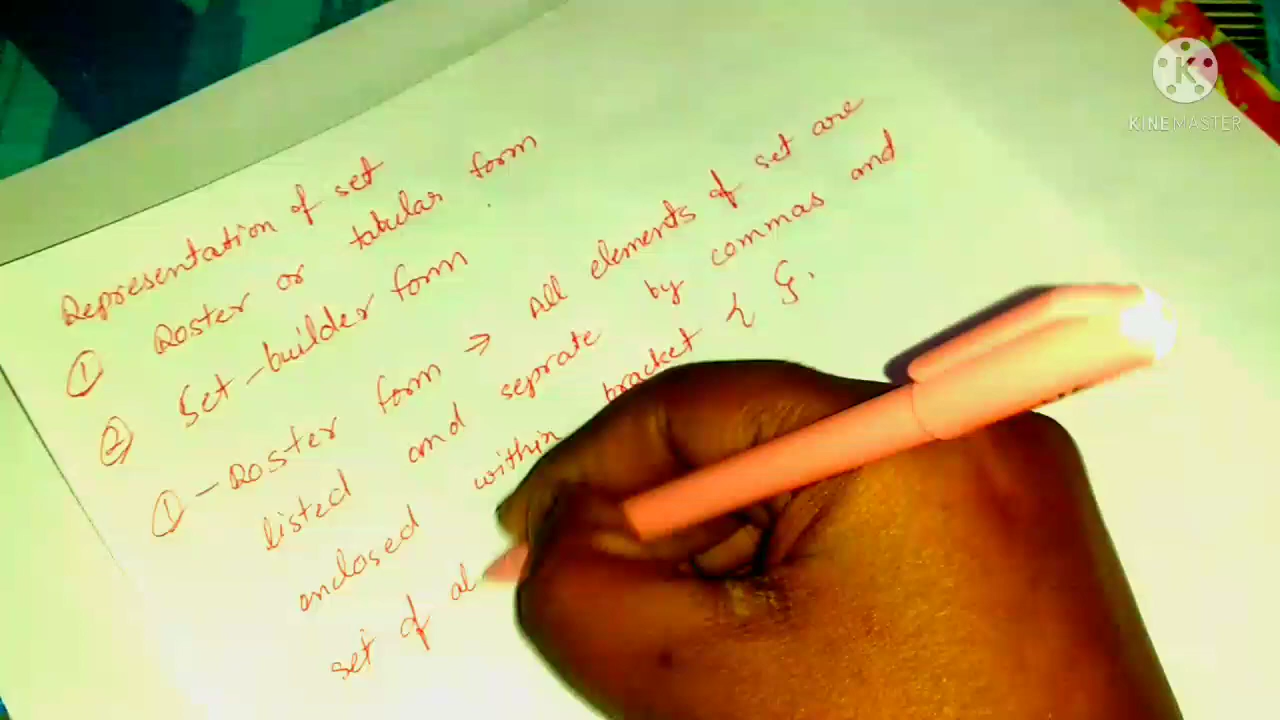 Representation of set
① Roster or tabular form
② Set-builder form
①-Roster form ⇒ All elements of set are
listed and seprate by commas and
enclosed within bracket { }.
set of al
KINEMASTER